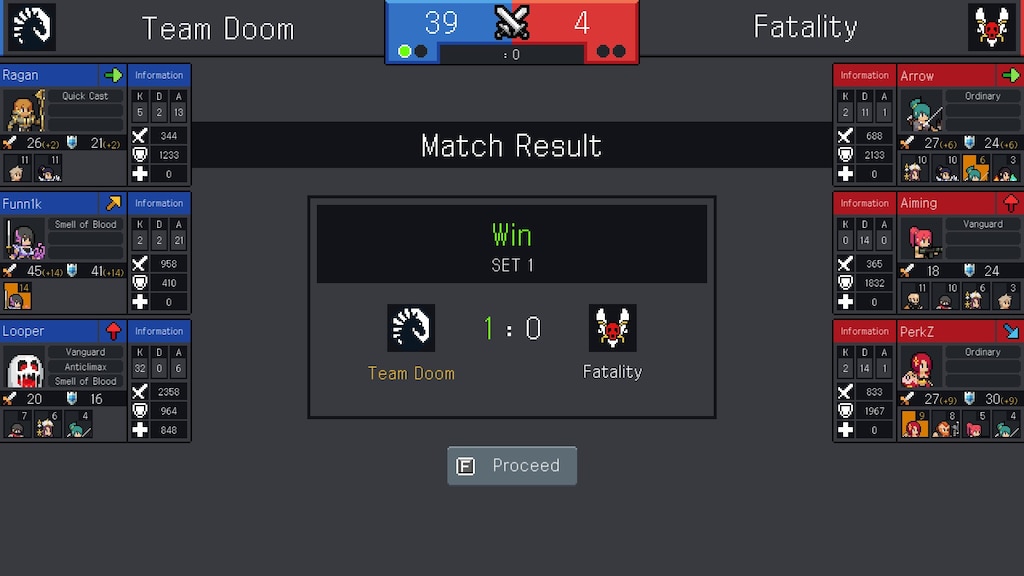 Team Doom
39
4
Fatality
: 0
Ragan
Information
Quick Cast
K D A
5 2 13
344
1233
0
26(+2) 21(+2)
11 11
Funn1k
Information
Smell of Blood
K D A
2 2 21
958
410
0
45(+14) 41(+14)
14
Looper
Information
Vanguard
Anticlimax
Smell of Blood
K D A
32 0 6
2358
964
848
20 16
7 6 4
Match Result
Win
SET 1
1 : 0
Team Doom
Fatality
F Proceed
Information
Arrow
K D A
2 11 1
688
2133
0
Ordinary
27(+6) 24(+6)
10 10 6 3
Information
Aiming
K D A
0 14 0
365
1832
0
Vanguard
18 24
11 10 6 3
Information
PerkZ
K D A
2 14 1
833
1967
0
Ordinary
27(+9) 30(+9)
9 8 5 4